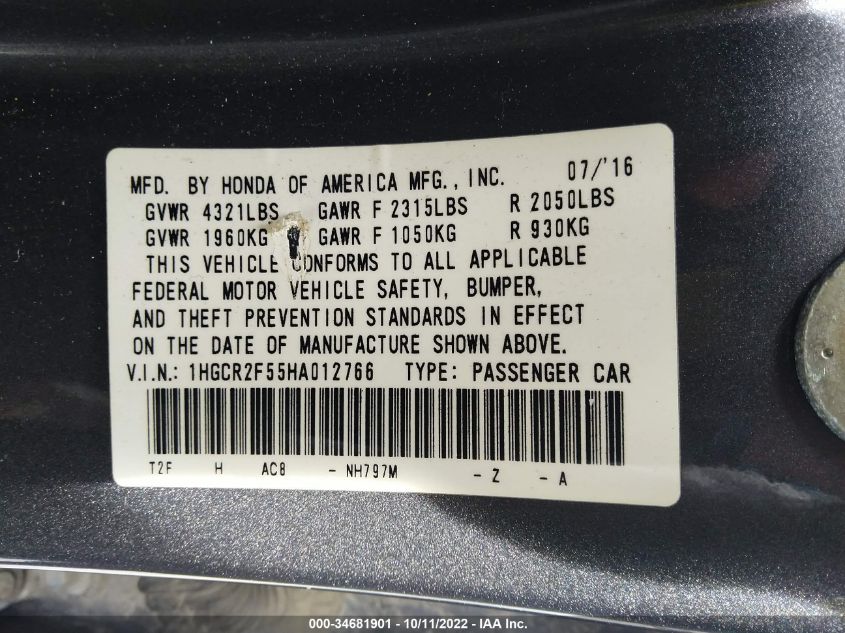 MFD. BY HONDA OF AMERICA MFG., INC. 07/'16
GVWR 4321LBS GAWR F 2315LBS R 2050LBS
GVWR 1960KG GAWR F 1050KG R 930KG
THIS VEHICLE CONFORMS TO ALL APPLICABLE
FEDERAL MOTOR VEHICLE SAFETY, BUMPER,
AND THEFT PREVENTION STANDARDS IN EFFECT
ON THE DATE OF MANUFACTURE SHOWN ABOVE.
V.I.N.: 1HGCR2F55HA012766 TYPE: PASSENGER CAR
T2F H AC8 - NH797M - Z - A
000-34681901 - 10/11/2022 - IAA Inc.